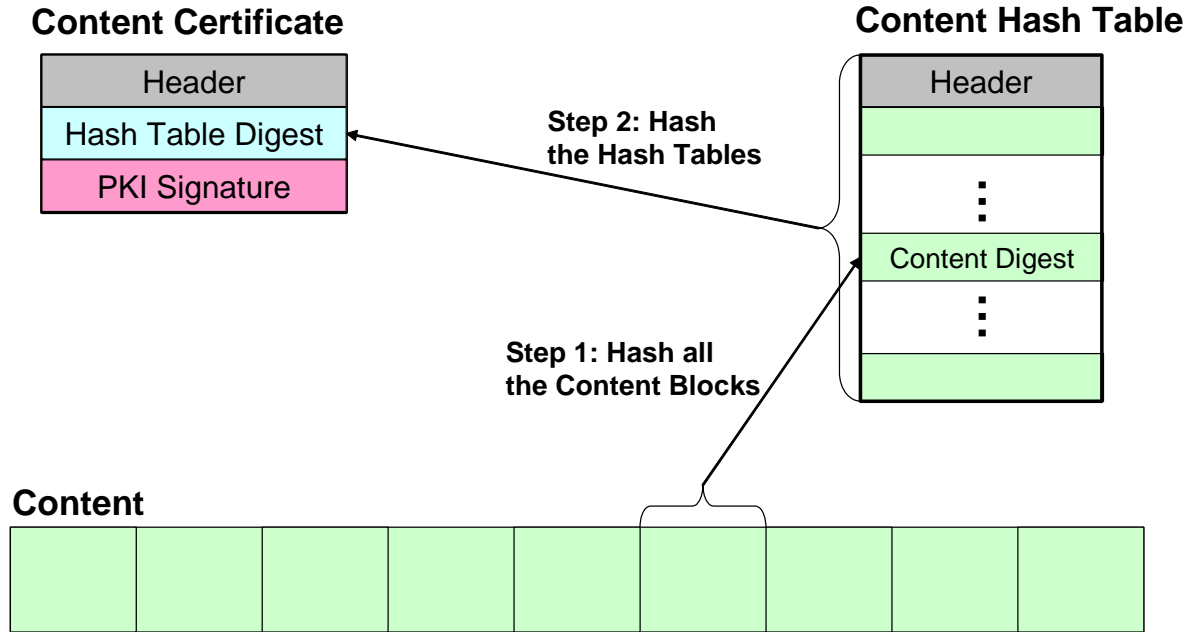 Content Certificate
Header
Hash Table Digest
PKI Signature
Content Hash Table
Header
Content Digest
Step 2: Hash
the Hash Tables
Step 1: Hash all
the Content Blocks
Content